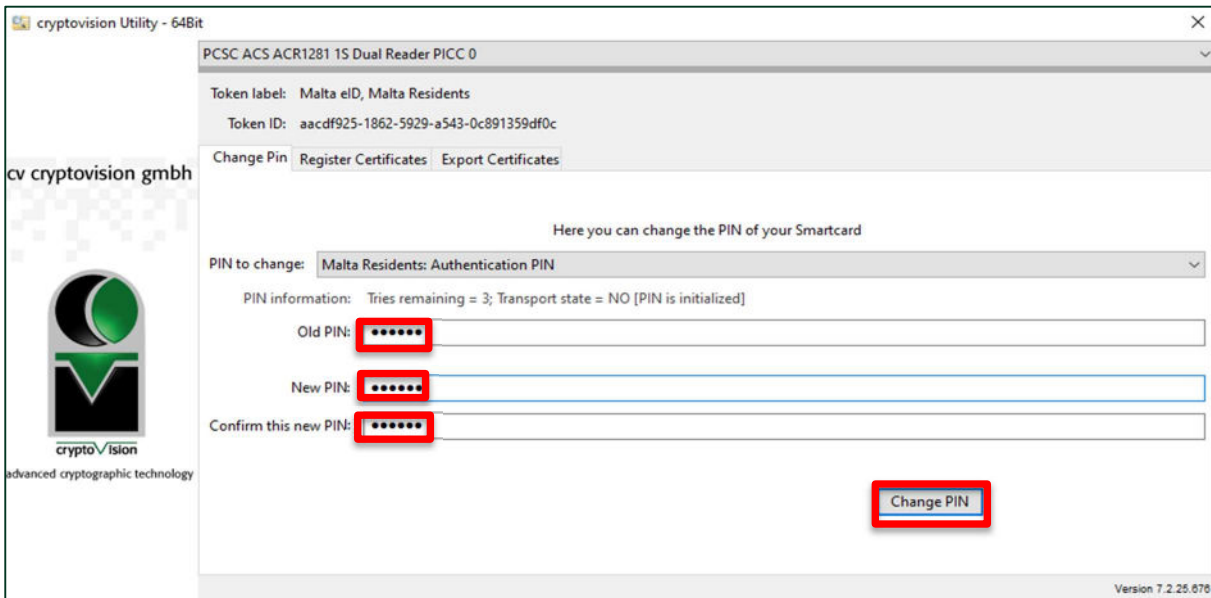 cryptovision Utility - 64Bit
PCSC ACS ACR1281 1S Dual Reader PICC 0
Token label: Malta eID, Malta Residents
Token ID: aacdf925-1862-5929-a543-0c891359df0c
Change Pin Register Certificates Export Certificates
cv cryptovision gmbh
Here you can change the PIN of your Smartcard
PIN to change: Malta Residents: Authentication PIN
PIN information: Tries remaining = 3; Transport state = NO [PIN is initialized]
Old PIN: ••••••
New PIN: ••••••
Confirm this new PIN: ••••••
cryptovision
advanced cryptographic technology
Change PIN
Version 7.2.25.676